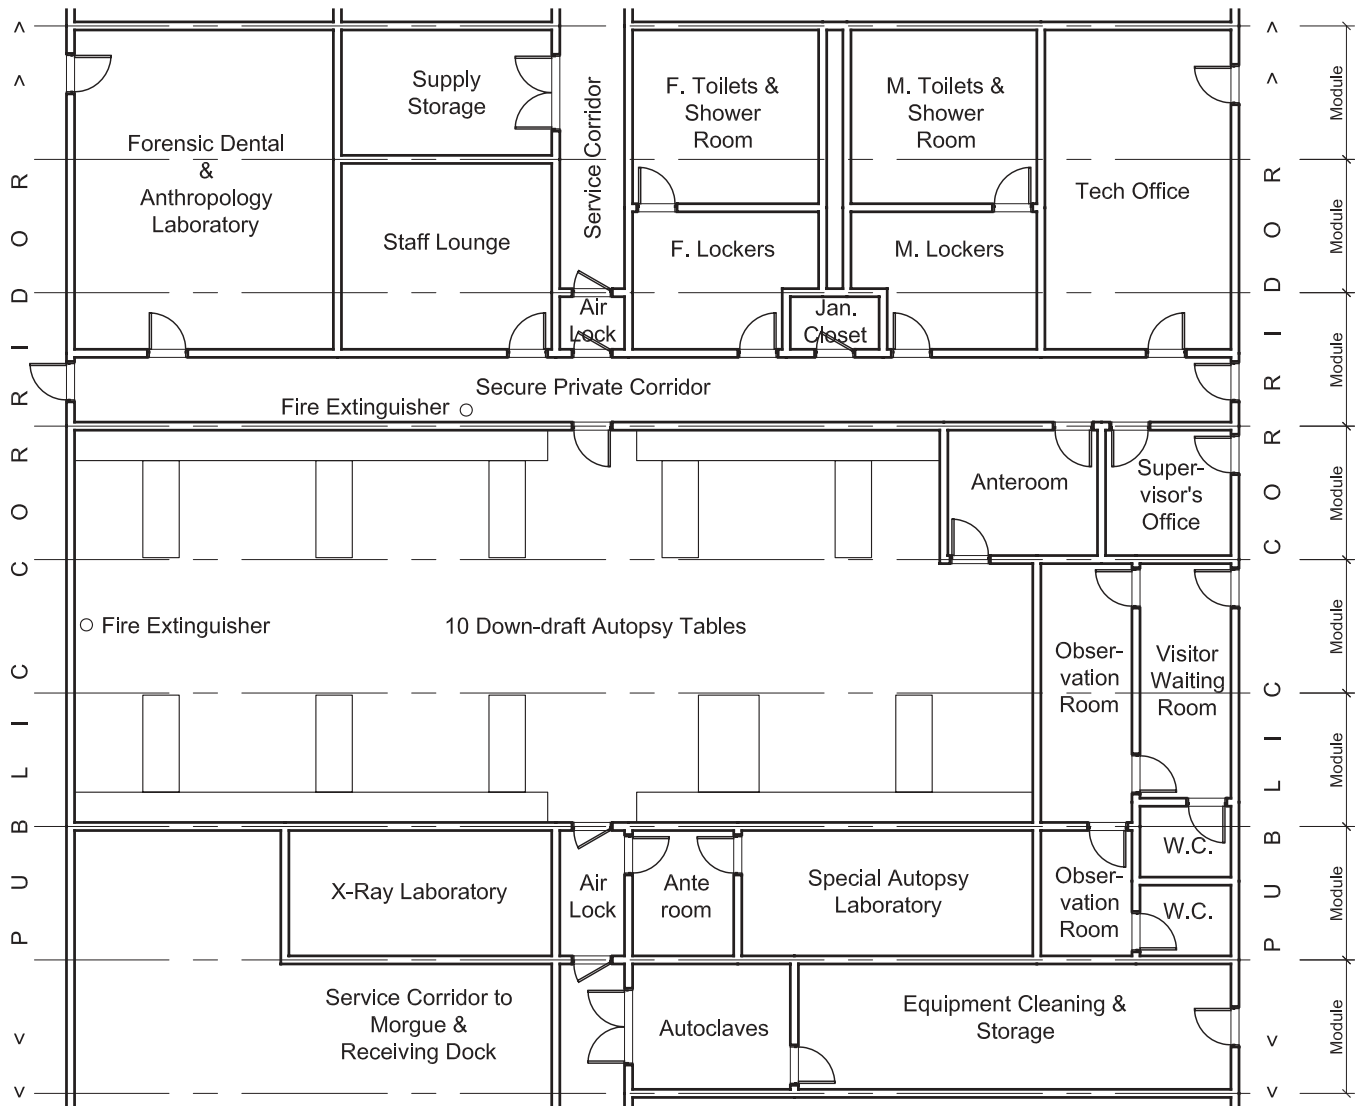 Supply
Storage
Forensic Dental
&
Anthropology
Laboratory
Staff Lounge
Service Corridor
Air
Lock
F. Toilets &
Shower
Room
F. Lockers
M. Toilets &
Shower
Room
M. Lockers
Jan.
Closet
Tech Office
Secure Private Corridor
Fire Extinguisher
Anteroom
Super-
visor's
Office
Fire Extinguisher
10 Down-draft Autopsy Tables
Obser-
vation
Room
Visitor
Waiting
Room
W.C.
W.C.
X-Ray Laboratory
Air
Lock
Ante
room
Special Autopsy
Laboratory
Obser-
vation
Room
Service Corridor to
Morgue &
Receiving Dock
Autoclaves
Equipment Cleaning &
Storage
< < PUBLIC CORRIDOR > >
< < PUBLIC CORRIDOR > >
Module
Module
Module
Module
Module
Module
Module
Module